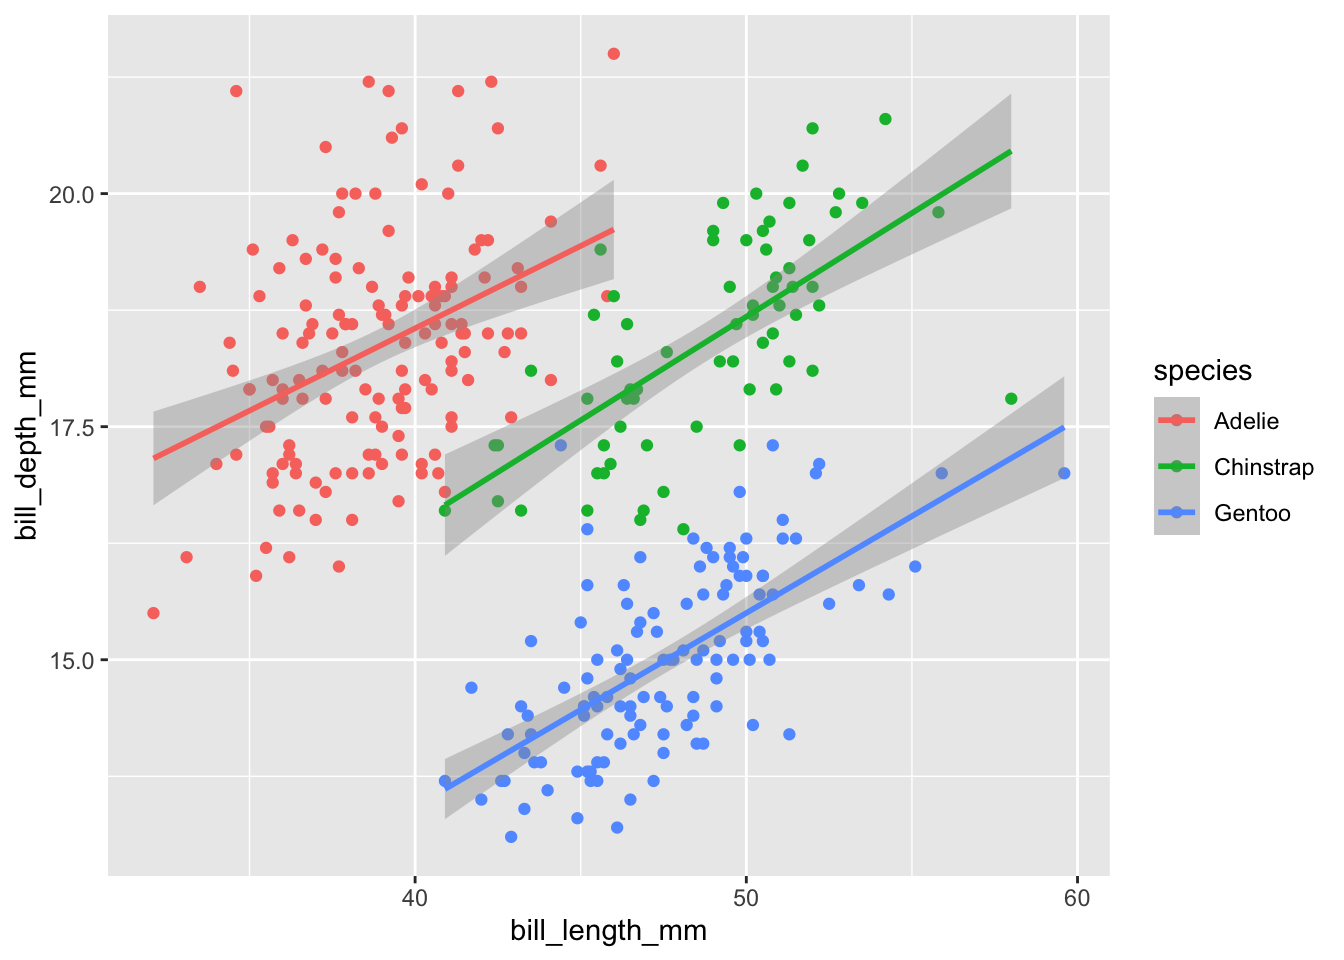 20.0
17.5
15.0
bill_depth_mm
40
50
60
bill_length_mm
species
Adelie
Chinstrap
Gentoo